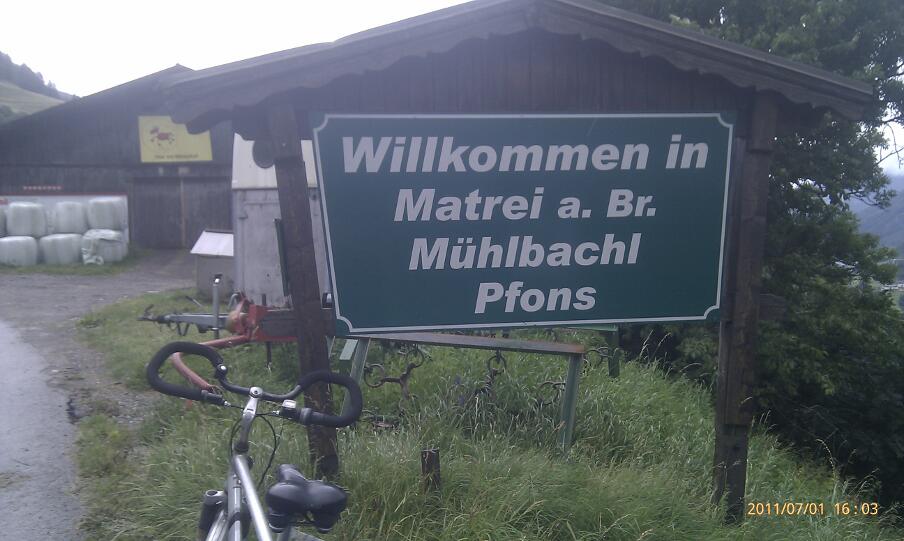 Willkommen in
Matrei a. Br.
Mühlbachl
Pfons
2011/07/01 16:03